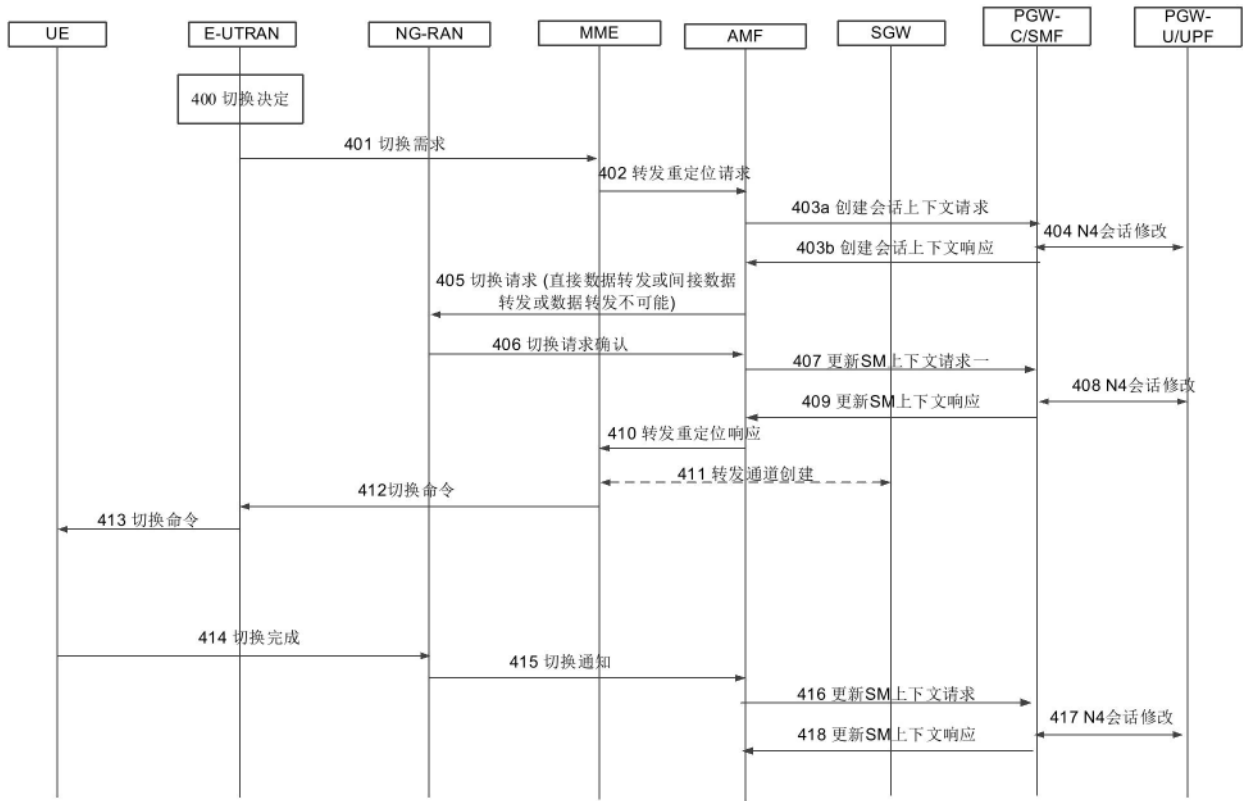 UE
E-UTRAN
NG-RAN
MME
AMF
SGW
PGW-
C/SMF
PGW-
U/UPF
400 切换决定
401 切换需求
402 转发重定位请求
403a 创建会话上下文请求
404 N4会话修改
403b 创建会话上下文响应
405 切换请求 (直接数据转发或间接数据
转发或数据转发不可能)
406 切换请求确认
407 更新SM上下文请求一
408 N4会话修改
409 更新SM上下文响应
410 转发重定位响应
411 转发通道创建
412切换命令
413 切换命令
414 切换完成
415 切换通知
416 更新SM上下文请求
417 N4会话修改
418 更新SM上下文响应